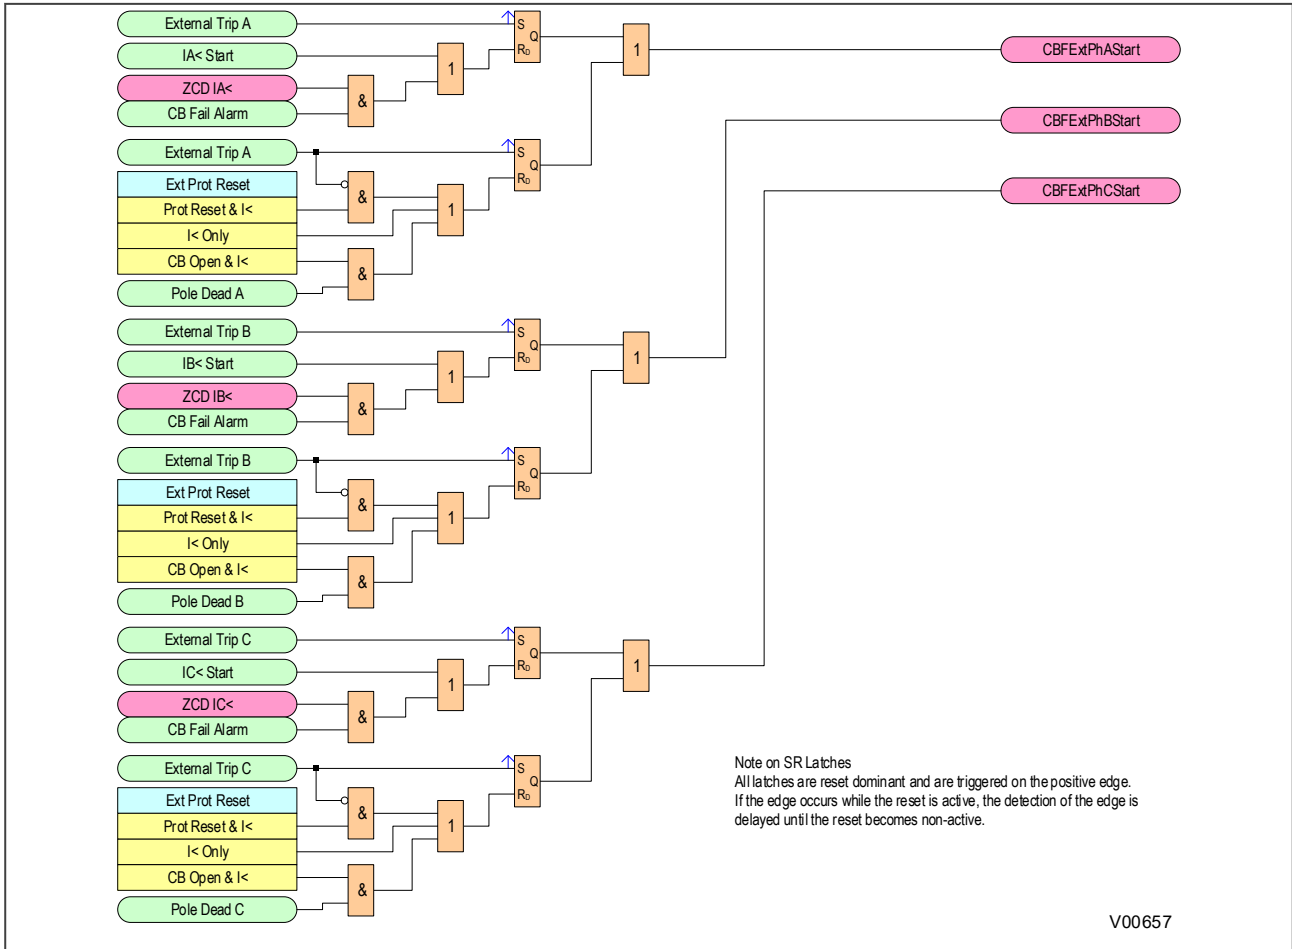 External Trip A
IA< Start
ZCD IA<
CB Fail Alarm
&
1
S
Q
RD
1
CBFExtPhAStart
External Trip A
Ext Prot Reset
Prot Reset & I<
I< Only
CB Open & I<
Pole Dead A
&
&
1
S
Q
RD
CBFExtPhBStart
CBFExtPhCStart
External Trip B
IB< Start
ZCD IB<
CB Fail Alarm
&
1
S
Q
RD
1
External Trip B
Ext Prot Reset
Prot Reset & I<
I< Only
CB Open & I<
Pole Dead B
&
&
1
S
Q
RD
External Trip C
IC< Start
ZCD IC<
CB Fail Alarm
&
1
S
Q
RD
1
External Trip C
Ext Prot Reset
Prot Reset & I<
I< Only
CB Open & I<
Pole Dead C
&
&
1
S
Q
RD
Note on SR Latches
All latches are reset dominant and are triggered on the positive edge.
If the edge occurs while the reset is active, the detection of the edge is
delayed until the reset becomes non-active.
V00657